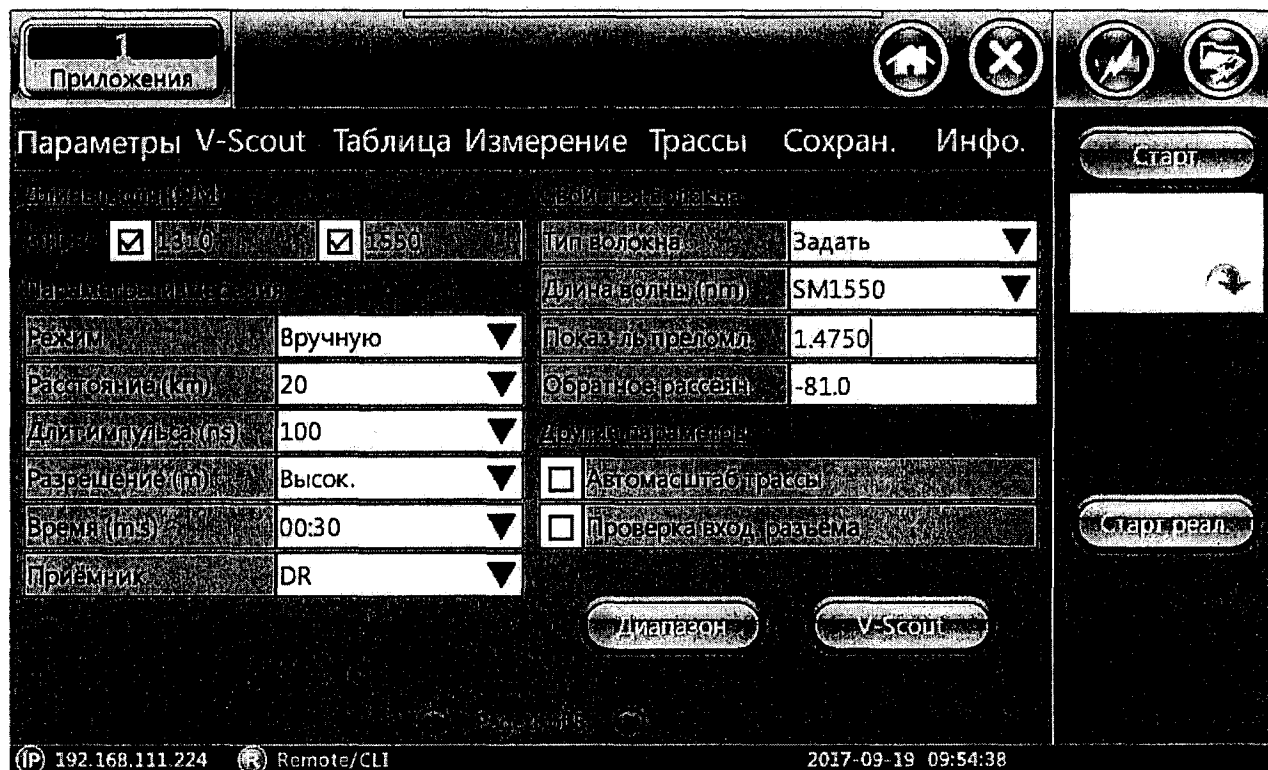 1
Приложения
Параметры V-Scout Таблица Измерение Трассы Сохран. Инфо.
Старт
1310 1550
Тип волокна Задать
Длина волны (nm) SM1550
Режим Вручную
Показ-ль преломл. 1.4750
Расстояние (km) 20
Обратное рассеян. -81.0
Длит импульса (ns) 100
Другие параметры
Разрешение (m) Высок.
Автомасштаб трассы
Время (m:s) 00:30
Проверка вход. разъёма
Старт реал.
Приёмник DR
Диапазон V-Scout
IP 192.168.111.224 R Remote/CLI 2017-09-19 09:54:38